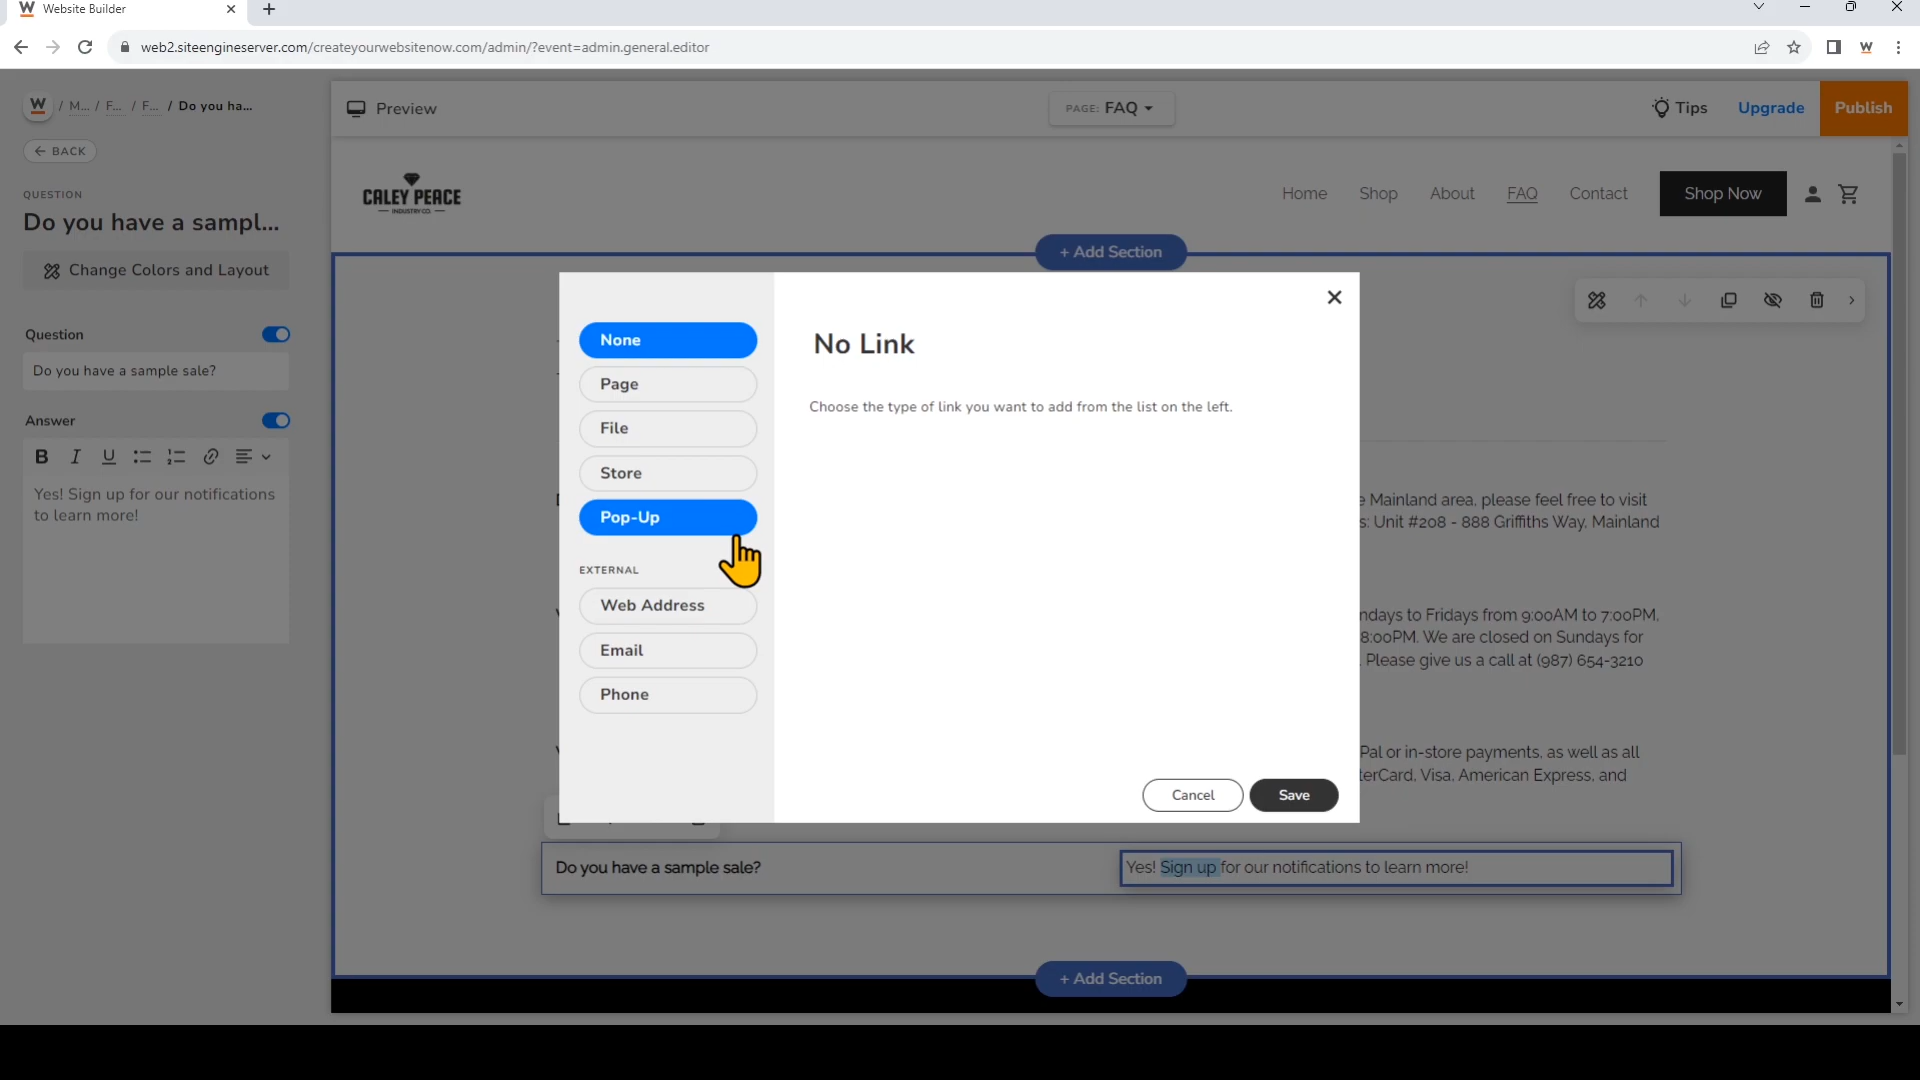 Website Builder
web2.siteengineserver.com/createyourwebsitenow.com/admin/?event=admin.general.editor
W / M... / F... / F... / Do you ha...
BACK
QUESTION
Do you have a sampl...
Change Colors and Layout
Question
Do you have a sample sale?
Answer
B I U
Yes! Sign up for our notifications
to learn more!
Preview
PAGE: FAQ
Tips
Upgrade
Publish
CALEY PEACE
INDUSTRY CO.
Home
Shop
About
FAQ
Contact
Shop Now
+ Add Section
None
Page
File
Store
Pop-Up
EXTERNAL
Web Address
Email
Phone
No Link
Choose the type of link you want to add from the list on the left.
Cancel
Save
Mainland area, please feel free to visit
s: Unit #208 - 888 Griffiths Way, Mainland
ndays to Fridays from 9:00AM to 7:00PM,
8:00PM. We are closed on Sundays for
. Please give us a call at (987) 654-3210
Pal or in-store payments, as well as all
terCard, Visa, American Express, and
Do you have a sample sale?
Yes! Sign up for our notifications to learn more!
+ Add Section